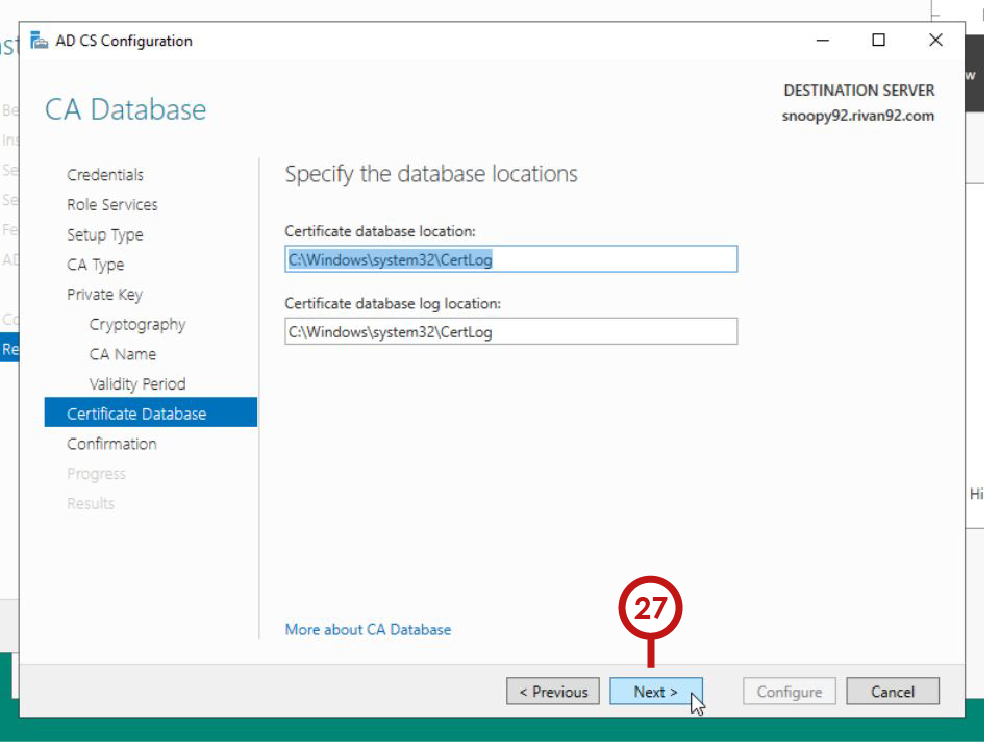 AD CS Configuration
CA Database
DESTINATION SERVER
snoopy92.rivan92.com
Credentials
Role Services
Setup Type
CA Type
Private Key
Cryptography
CA Name
Validity Period
Certificate Database
Confirmation
Progress
Results
Specify the database locations
Certificate database location:
C:\Windows\system32\CertLog
Certificate database log location:
C:\Windows\system32\CertLog
More about CA Database
27
< Previous
Next >
Configure
Cancel